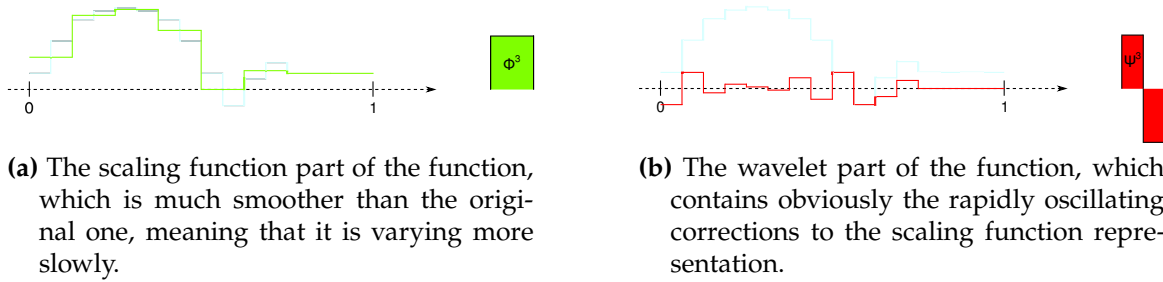 Φ³
0 1
(a) The scaling function part of the function,
which is much smoother than the origi-
nal one, meaning that it is varying more
slowly.
Ψ³
0 1
(b) The wavelet part of the function, which
contains obviously the rapidly oscillating
corrections to the scaling function repre-
sentation.